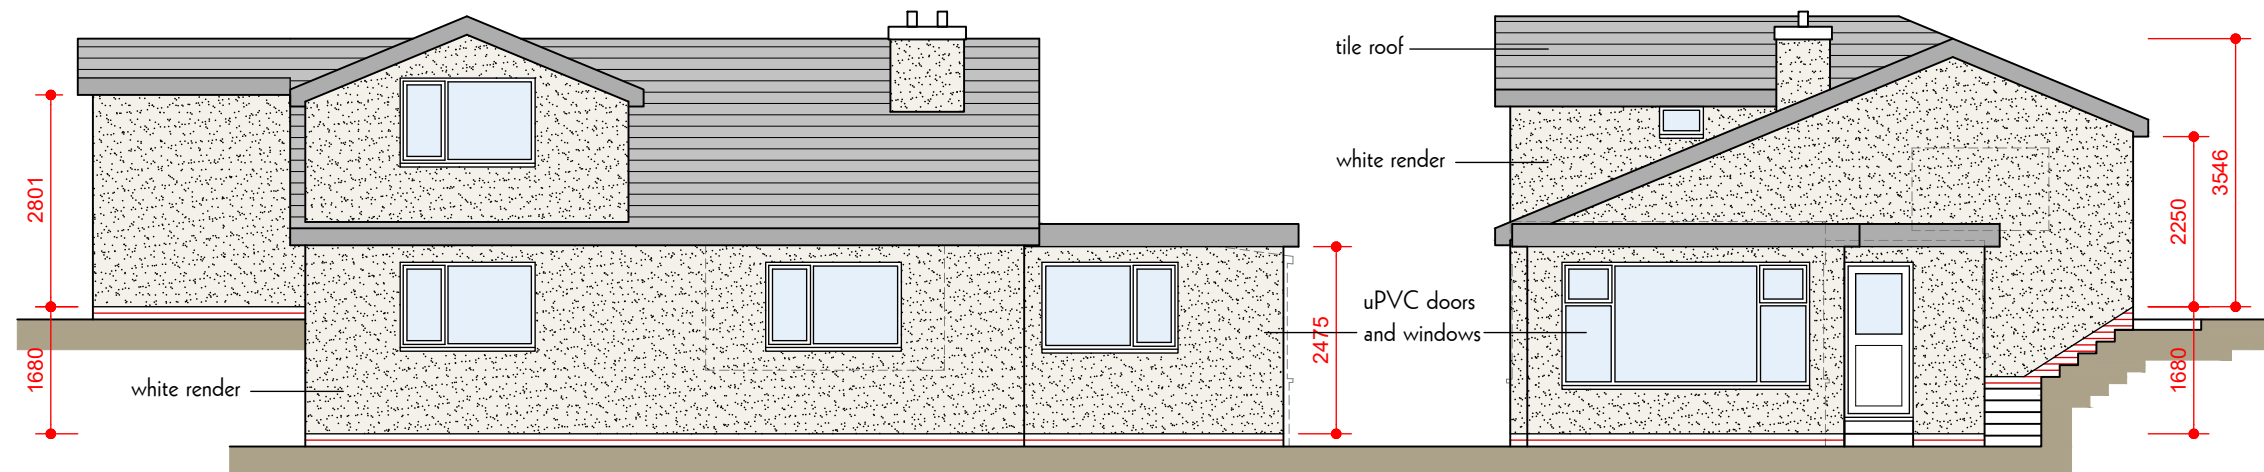 2801
1680
white render
2475
tile roof
white render
uPVC doors
and windows
3546
2250
1680